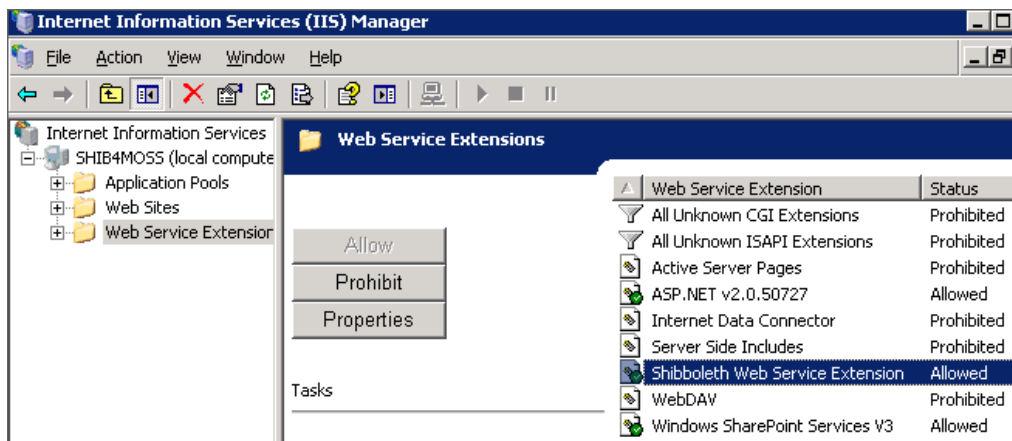 Internet Information Services (IIS) Manager
File Action View Window Help
Internet Information Services
SHIB4MOSS (local compute
Application Pools
Web Sites
Web Service Extension
Web Service Extensions
Allow
Prohibit
Properties
Tasks
Web Service Extension Status
All Unknown CGI Extensions Prohibited
All Unknown ISAPI Extensions Prohibited
Active Server Pages Prohibited
ASP.NET v2.0.50727 Allowed
Internet Data Connector Prohibited
Server Side Includes Prohibited
Shibboleth Web Service Extension Allowed
WebDAV Prohibited
Windows SharePoint Services V3 Allowed